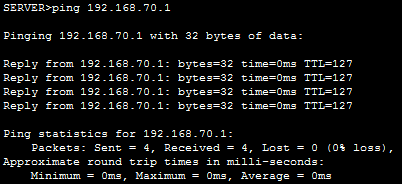 SERVER>ping 192.168.70.1
Pinging 192.168.70.1 with 32 bytes of data:
Reply from 192.168.70.1: bytes=32 time=0ms TTL=127
Reply from 192.168.70.1: bytes=32 time=0ms TTL=127
Reply from 192.168.70.1: bytes=32 time=0ms TTL=127
Reply from 192.168.70.1: bytes=32 time=0ms TTL=127
Ping statistics for 192.168.70.1:
Packets: Sent = 4, Received = 4, Lost = 0 (0% loss),
Approximate round trip times in milli-seconds:
Minimum = 0ms, Maximum = 0ms, Average = 0ms